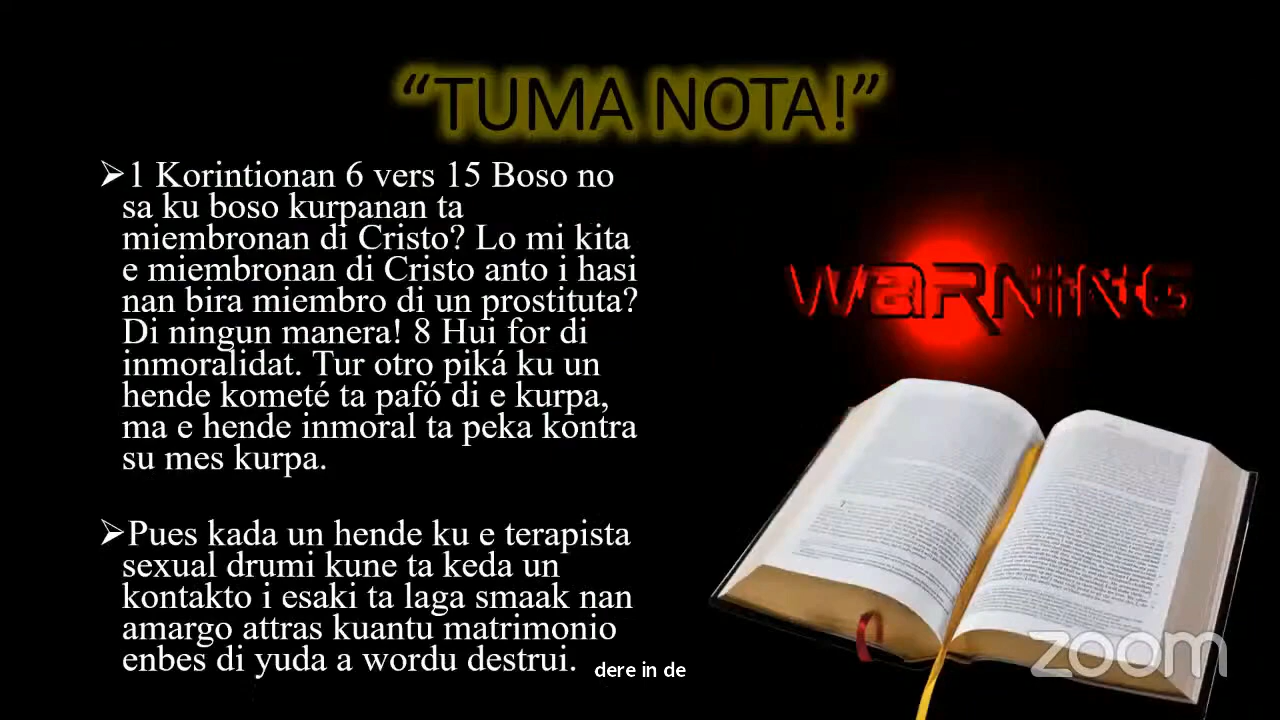 “TUMA NOTA!”
➢1 Korintionan 6 vers 15 Boso no
sa ku boso kurpanan ta
miembronan di Cristo? Lo mi kita
e miembronan di Cristo anto i hasi
nan bira miembro di un prostituta?
Di ningun manera! 8 Hui for di
inmoralidat. Tur otro piká ku un
hende kometé ta pafó di e kurpa,
ma e hende inmoral ta peka kontra
su mes kurpa.
➢Pues kada un hende ku e terapista
sexual drumi kune ta keda un
kontakto i esaki ta laga smaak nan
amargo attras kuantu matrimonio
enbes di yuda a wordu destrui.
WaRNING
zoom
dere in de